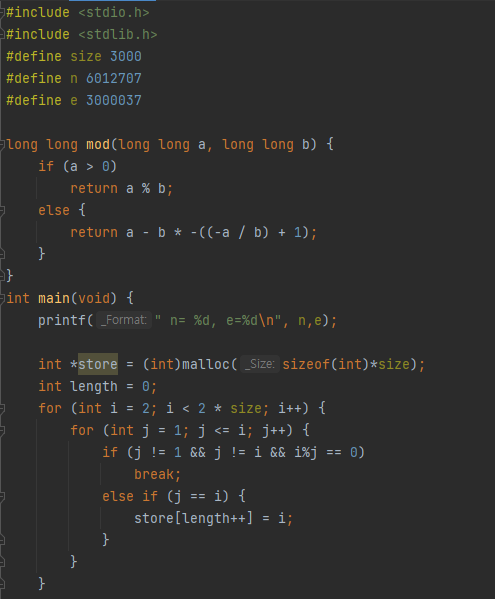 #include <stdio.h>
#include <stdlib.h>
#define size 3000
#define n 6012707
#define e 3000037
long long mod(long long a, long long b) {
if (a > 0)
return a % b;
else {
return a - b * -((-a / b) + 1);
}
}
int main(void) {
printf( _Format: " n= %d, e=%d\n", n,e);
int *store = (int)malloc( _Size: sizeof(int)*size);
int length = 0;
for (int i = 2; i < 2 * size; i++) {
for (int j = 1; j <= i; j++) {
if (j != 1 && j != i && i%j == 0)
break;
else if (j == i) {
store[length++] = i;
}
}
}